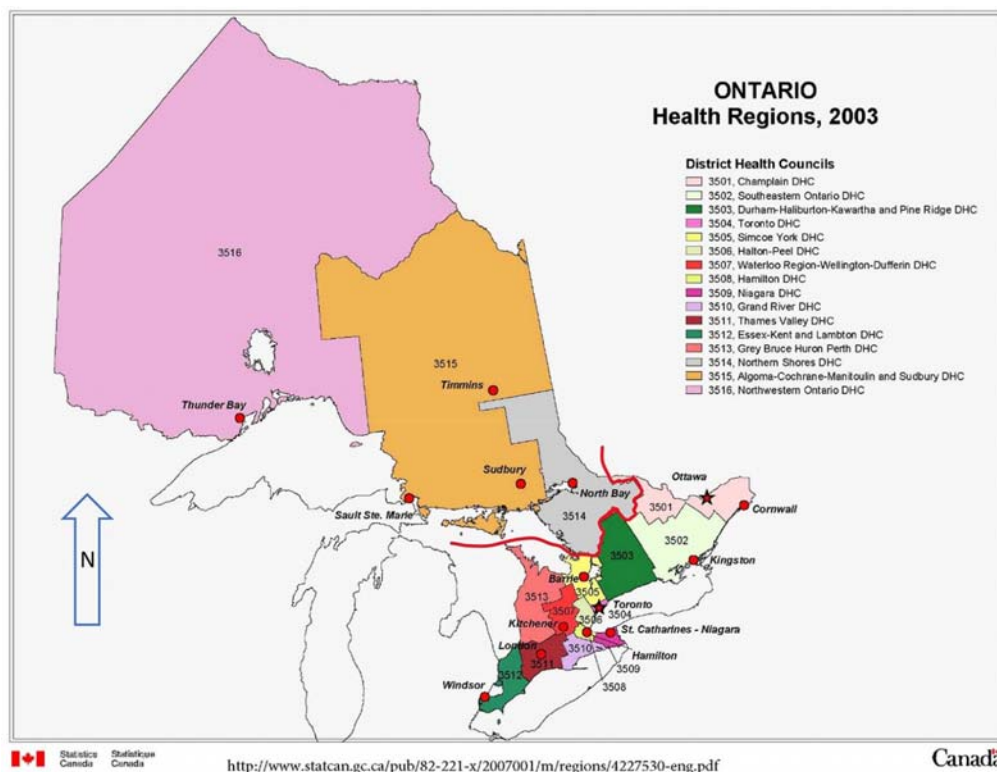 ONTARIO
Health Regions, 2003
District Health Councils
3501, Champlain DHC
3502, Southeastern Ontario DHC
3503, Durham-Haliburton-Kawartha and Pine Ridge DHC
3504, Toronto DHC
3505, Simcoe York DHC
3506, Halton-Peel DHC
3507, Waterloo Region-Wellington-Dufferin DHC
3508, Hamilton DHC
3509, Niagara DHC
3510, Grand River DHC
3511, Thames Valley DHC
3512, Essex-Kent and Lambton DHC
3513, Grey Bruce Huron Perth DHC
3514, Northern Shores DHC
3515, Algoma-Cochrane-Manitoulin and Sudbury DHC
3516, Northwestern Ontario DHC
3516
3515
Timmins
Thunder Bay
Sudbury
North Bay
Ottawa
Sault Ste. Marie
3501
Cornwall
3514
3502
3503
Kingston
N
Barrie
3505
3513
Toronto
3504
3507
3506
Kitchener
St. Catharines - Niagara
London
3510
Hamilton
3511
3509
3512
Windsor
3508
Statistics Canada
Statistique Canada
http://www.statcan.gc.ca/pub/82-221-x/2007001/m/regions/4227530-eng.pdf
Canada